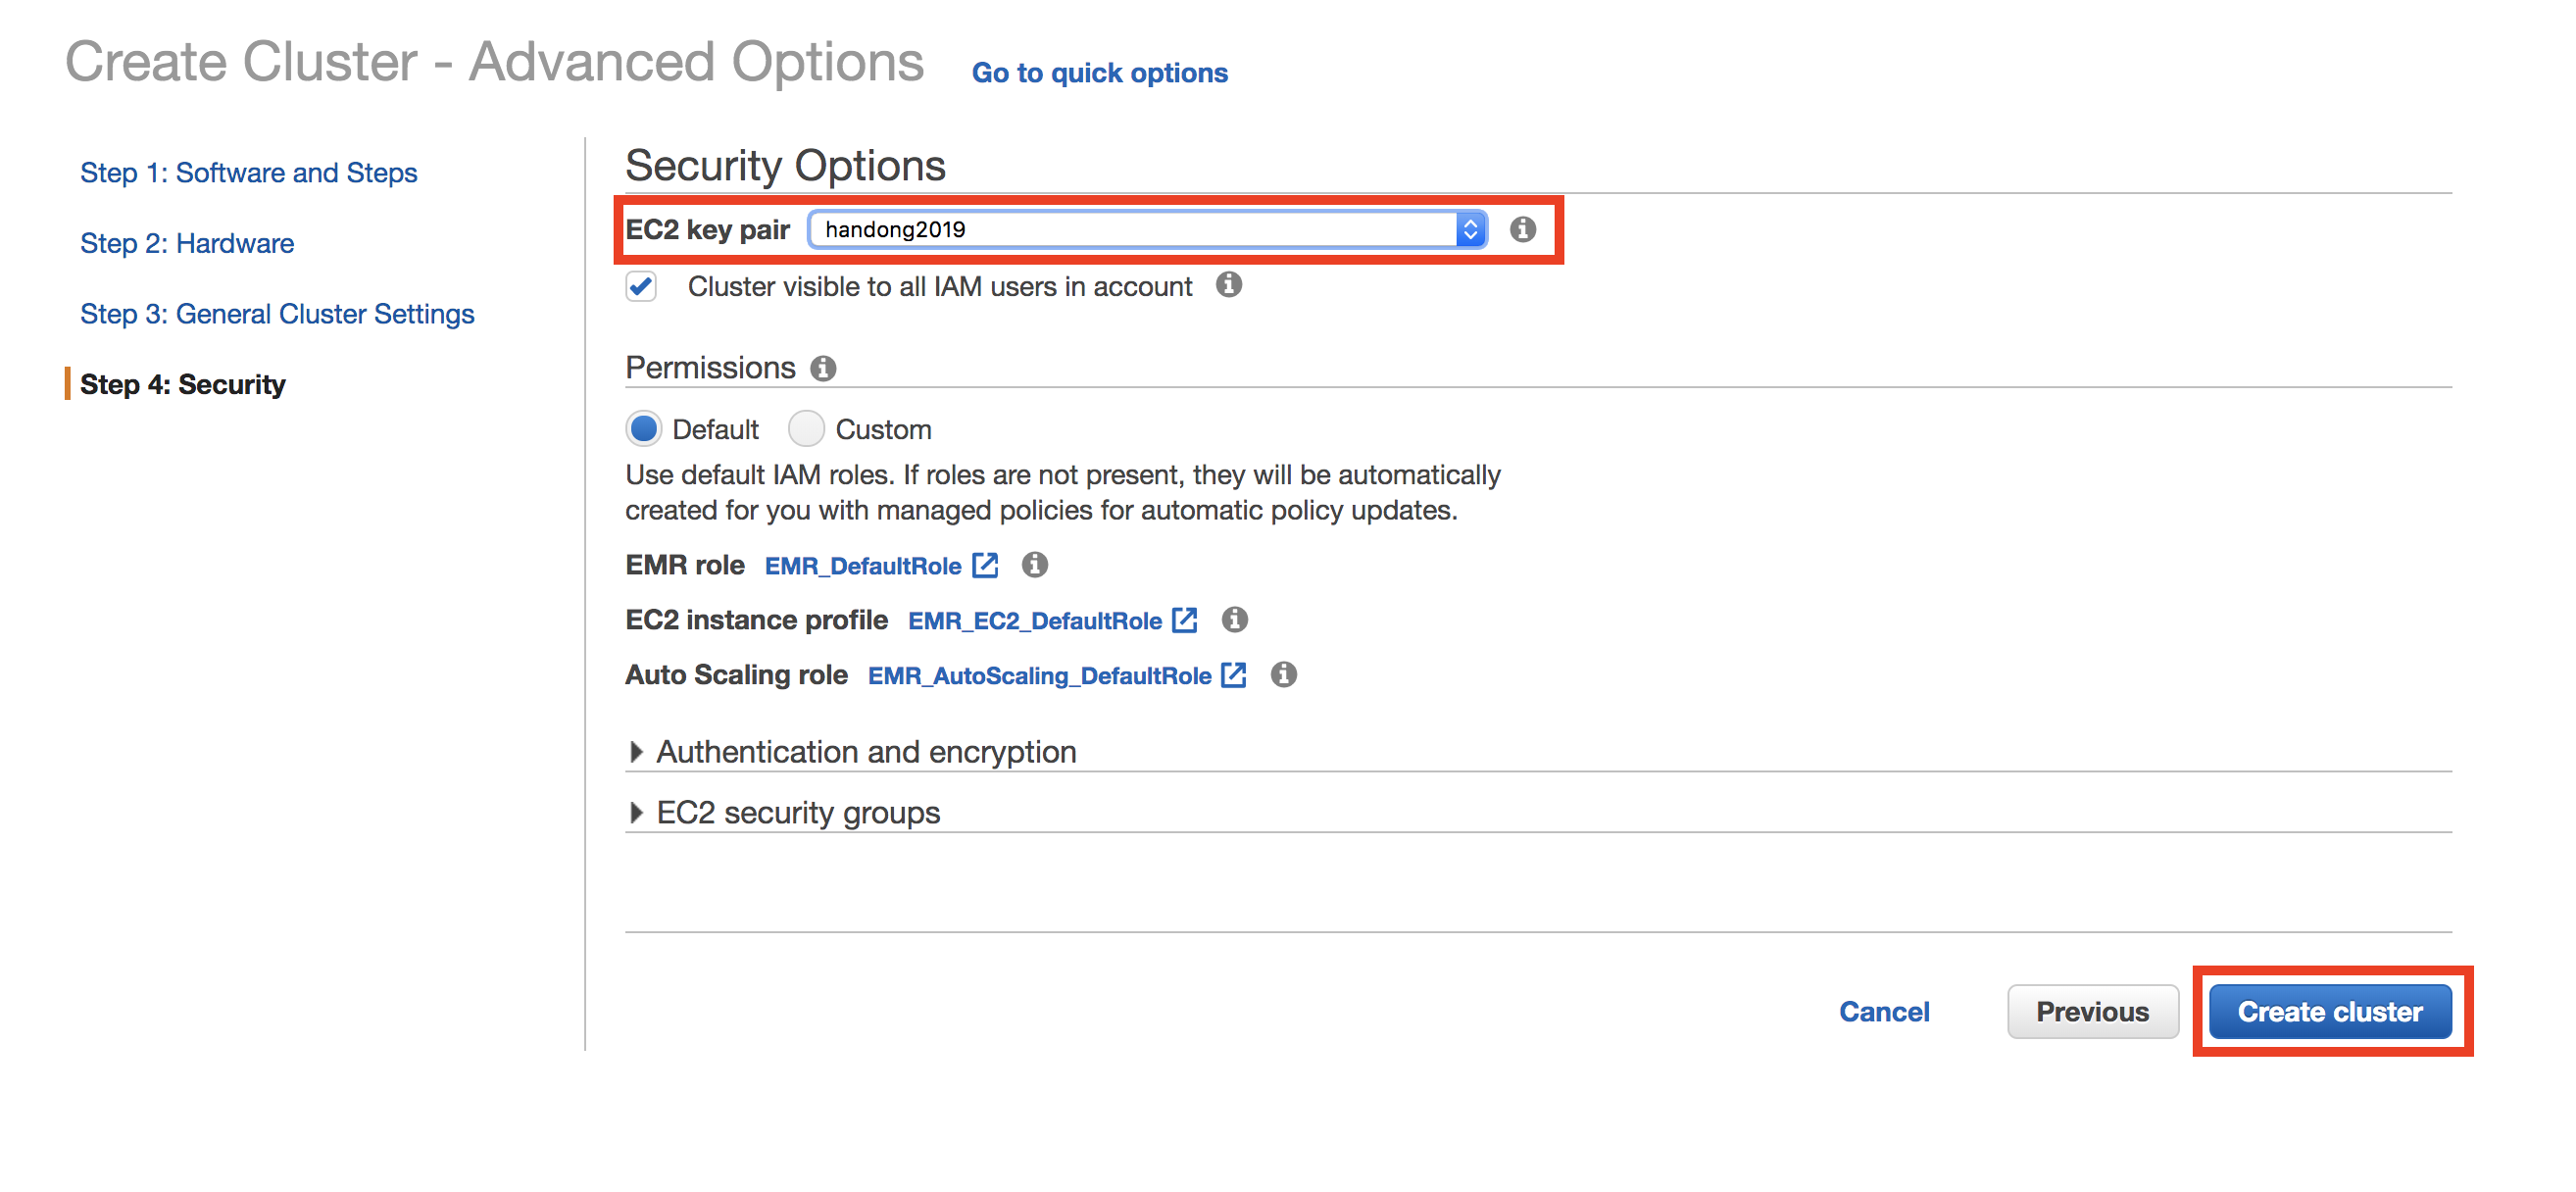 Create Cluster - Advanced Options Go to quick options
Step 1: Software and Steps
Step 2: Hardware
Step 3: General Cluster Settings
Step 4: Security
Security Options
EC2 key pair handong2019
Cluster visible to all IAM users in account
Permissions
Default Custom
Use default IAM roles. If roles are not present, they will be automatically
created for you with managed policies for automatic policy updates.
EMR role EMR_DefaultRole
EC2 instance profile EMR_EC2_DefaultRole
Auto Scaling role EMR_AutoScaling_DefaultRole
Authentication and encryption
EC2 security groups
Cancel Previous Create cluster